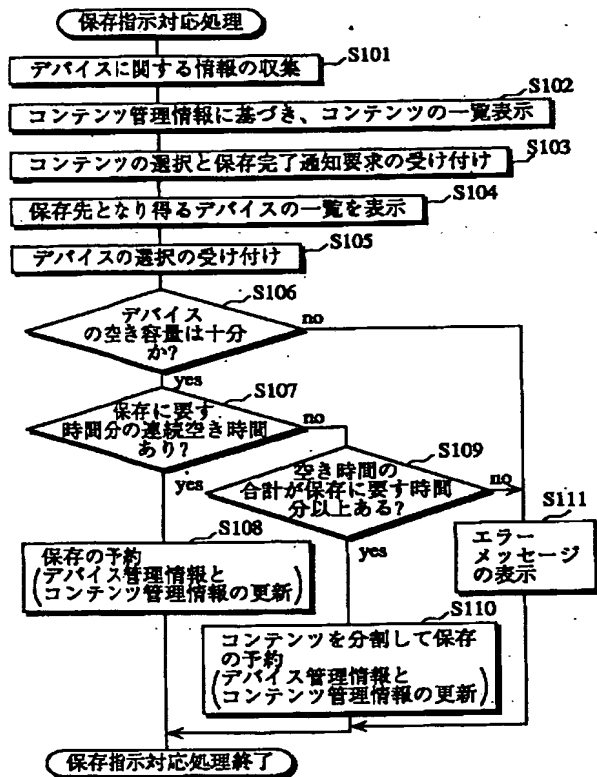 保存指示対応処理
S101
デバイスに関する情報の収集
S102
コンテンツ管理情報に基づき、コンテンツの一覧表示
S103
コンテンツの選択と保存完了通知要求の受け付け
S104
保存先となり得るデバイスの一覧を表示
S105
デバイスの選択の受け付け
S106
デバイス
の空き容量は十分
か?
no
yes
S107
保存に要す
時間分の連続空き時間
あり?
no
yes
S109
空き時間の
合計が保存に要す時間
分以上ある?
no
yes
S111
エラー
メッセージ
の表示
S108
保存の予約
(デバイス管理情報と
コンテンツ管理情報の更新)
S110
コンテンツを分割して保存
の予約
(デバイス管理情報と
コンテンツ管理情報の更新)
保存指示対応処理終了